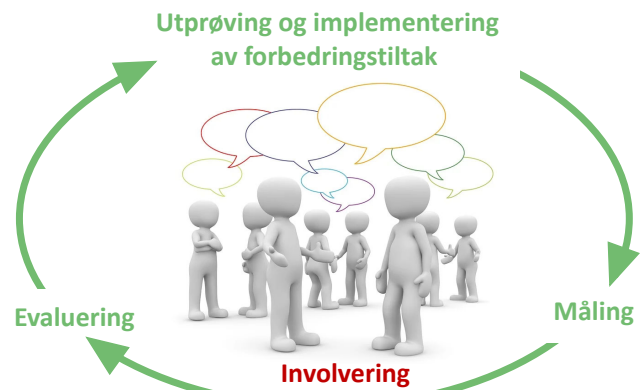 Utprøving og implementering
av forbedringstiltak
Evaluering
Måling
Involvering